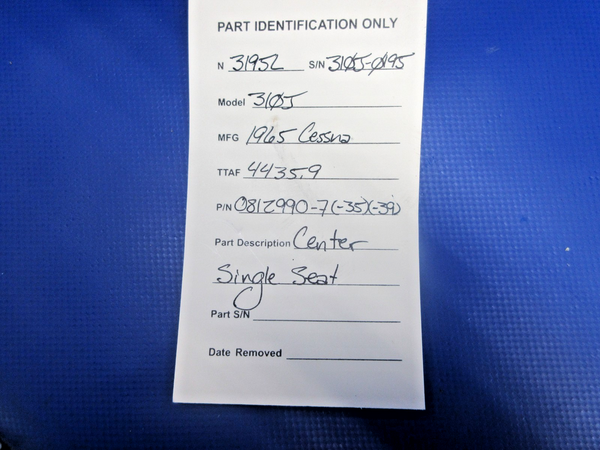 PART IDENTIFICATION ONLY
N 3195L S/N 310J-0195
Model 310J
MFG 1965 Cessna
TTAF 4435.9
P/N 0812990-7(-35)(-39)
Part Description Center
Single Seat
Part S/N
Date Removed